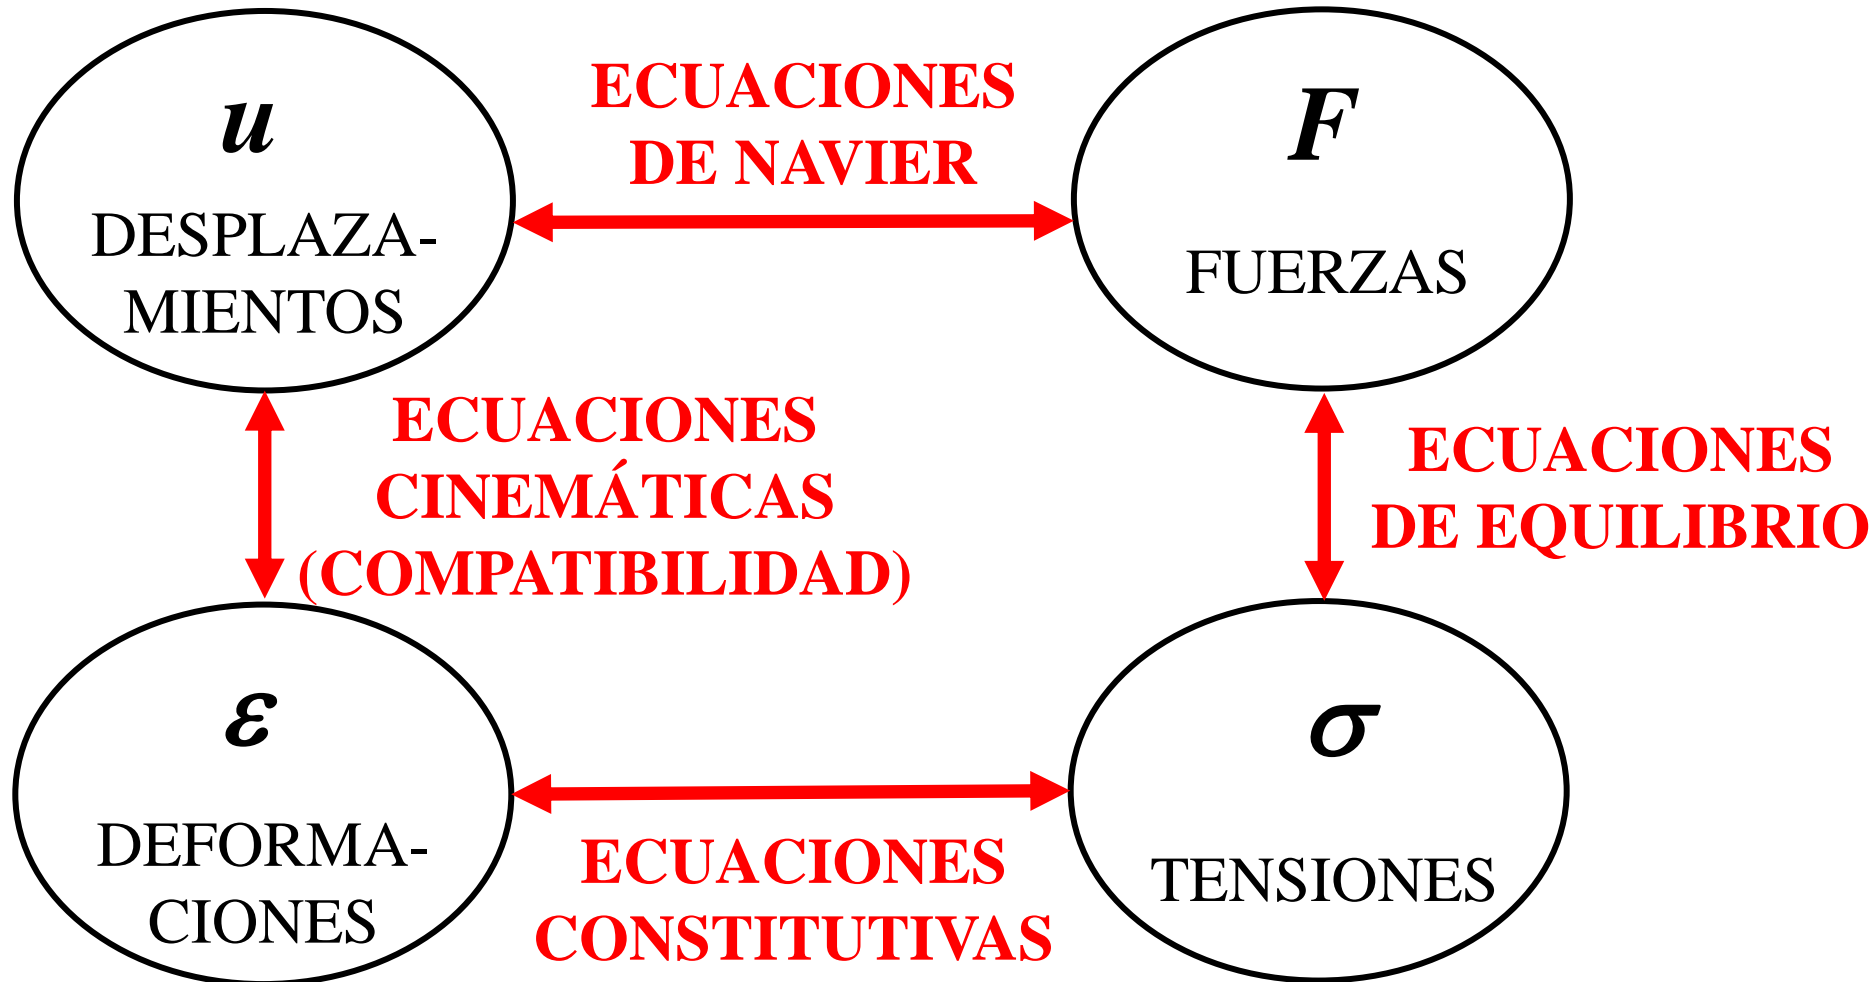 u
DESPLAZA-
MIENTOS
ECUACIONES
DE NAVIER
F
FUERZAS
ECUACIONES
CINEMÁTICAS
(COMPATIBILIDAD)
ECUACIONES
DE EQUILIBRIO
ε
DEFORMA-
CIONES
ECUACIONES
CONSTITUTIVAS
σ
TENSIONES